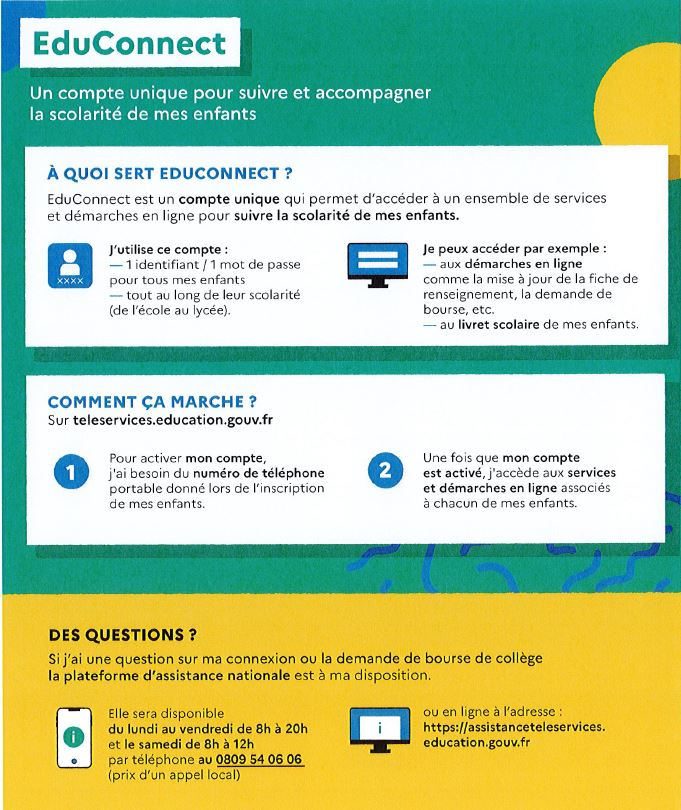 EduConnect
Un compte unique pour suivre et accompagner
la scolarité de mes enfants
À QUOI SERT EDUCONNECT ?
EduConnect est un compte unique qui permet d'accéder à un ensemble de services
et démarches en ligne pour suivre la scolarité de mes enfants.
xxxx
J'utilise ce compte :
— 1 identifiant / 1 mot de passe
pour tous mes enfants
— tout au long de leur scolarité
(de l'école au lycée).
Je peux accéder par exemple :
— aux démarches en ligne
comme la mise à jour de la fiche de
renseignement, la demande de
bourse, etc.
— au livret scolaire de mes enfants.
COMMENT ÇA MARCHE ?
Sur teleservices.education.gouv.fr
1
Pour activer mon compte,
j'ai besoin du numéro de téléphone
portable donné lors de l'inscription
de mes enfants.
2
Une fois que mon compte
est activé, j'accède aux services
et démarches en ligne associés
à chacun de mes enfants.
DES QUESTIONS ?
Si j'ai une question sur ma connexion ou la demande de bourse de collège
la plateforme d'assistance nationale est à ma disposition.
i
Elle sera disponible
du lundi au vendredi de 8h à 20h
et le samedi de 8h à 12h
par téléphone au 0809 54 06 06
(prix d'un appel local)
i
ou en ligne à l'adresse :
https://assistanceteleservices.
education.gouv.fr